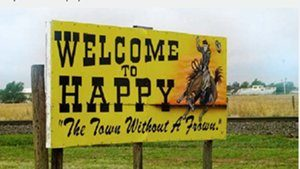 WELCOME
TO
HAPPY
"The Town Without A Frown."